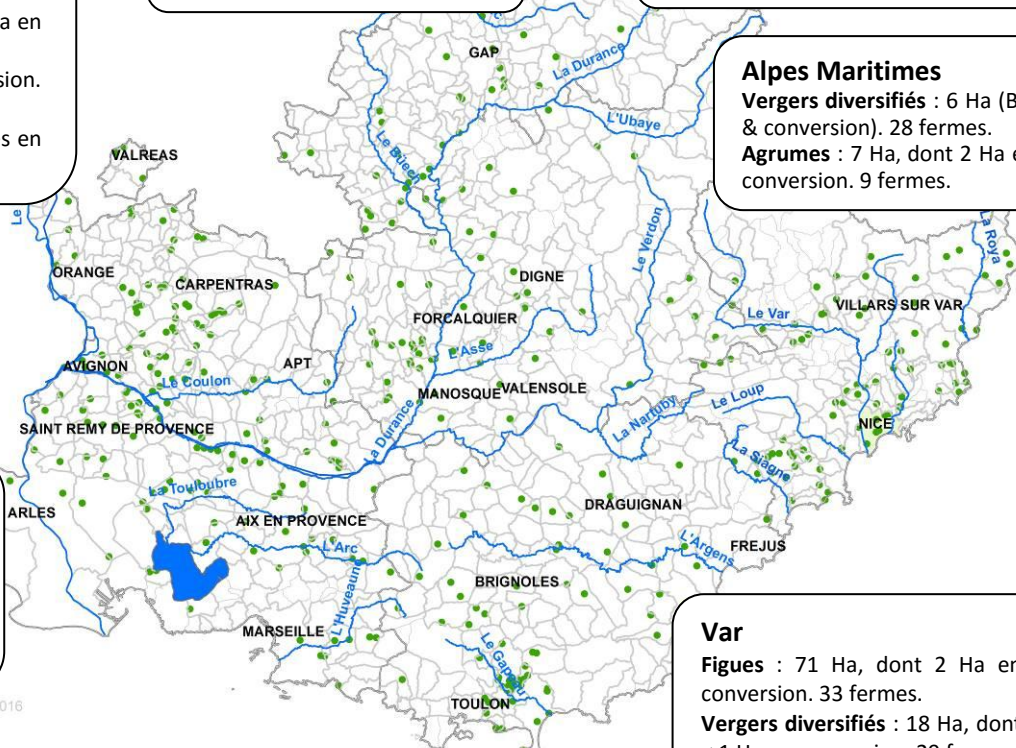 a en
sion.
s en
Alpes Maritimes
Vergers diversifiés : 6 Ha (B
& conversion). 28 fermes.
Agrumes : 7 Ha, dont 2 Ha e
conversion. 9 fermes.
GAP
La Durance
L'Ubaye
Le Buëch
VALREAS
Le
La Roya
Le Verdon
ORANGE
CARPENTRAS
DIGNE
VILLARS SUR VAR
FORCALQUIER
Le Var
L'Asse
AVIGNON
APT
Le Coulon
MANOSQUE
VALENSOLE
Le Loup
La Nartuby
SAINT REMY DE PROVENCE
La Durance
NICE
La Siagne
La Touloubre
ARLES
DRAGUIGNAN
AIX EN PROVENCE
L'Arc
L'Argens
FREJUS
L'Huveaune
BRIGNOLES
MARSEILLE
Le Gapeau
TOULON
016
Var
Figues : 71 Ha, dont 2 Ha en
conversion. 33 fermes.
Vergers diversifiés : 18 Ha, dont